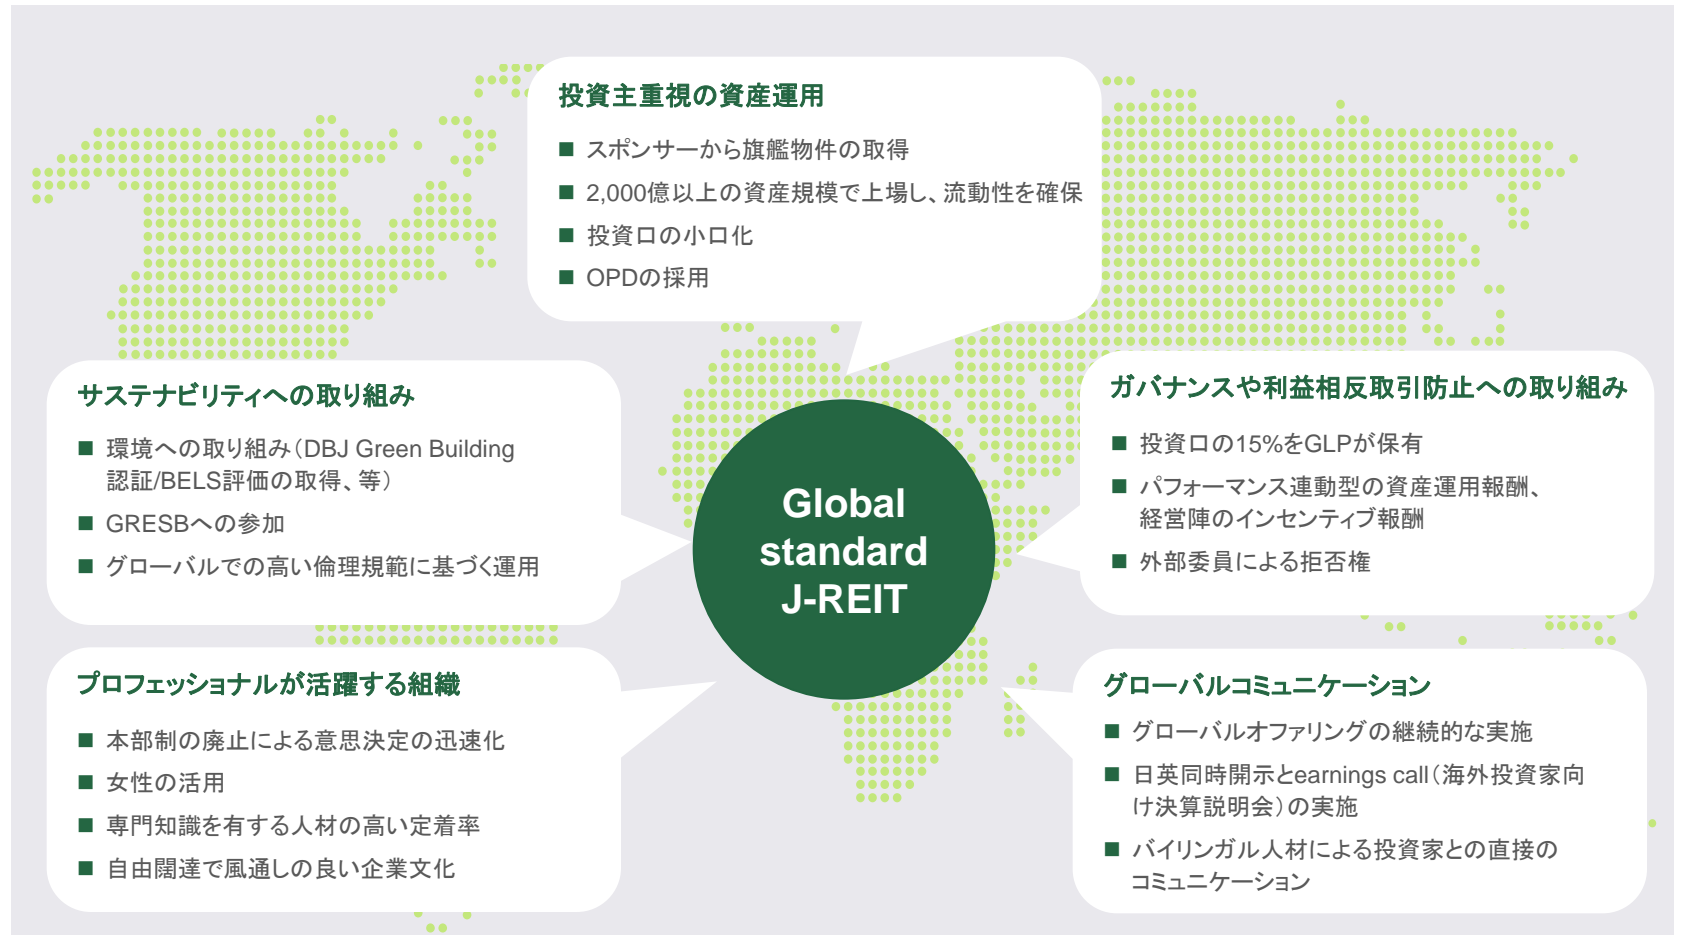 投資主重視の資産運用
■ スポンサーから旗艦物件の取得
■ 2,000億以上の資産規模で上場し、流動性を確保
■ 投資口の小口化
■ OPDの採用
サステナビリティへの取り組み
■ 環境への取り組み（DBJ Green Building
認証/BELS評価の取得、等）
■ GRESBへの参加
■ グローバルでの高い倫理規範に基づく運用
ガバナンスや利益相反取引防止への取り組み
■ 投資口の15%をGLPが保有
■ パフォーマンス連動型の資産運用報酬、
経営陣のインセンティブ報酬
■ 外部委員による拒否権
Global
standard
J-REIT
プロフェッショナルが活躍する組織
■ 本部制の廃止による意思決定の迅速化
■ 女性の活用
■ 専門知識を有する人材の高い定着率
■ 自由闊達で風通しの良い企業文化
グローバルコミュニケーション
■ グローバルオファリングの継続的な実施
■ 日英同時開示とearnings call（海外投資家向
け決算説明会）の実施
■ バイリンガル人材による投資家との直接の
コミュニケーション